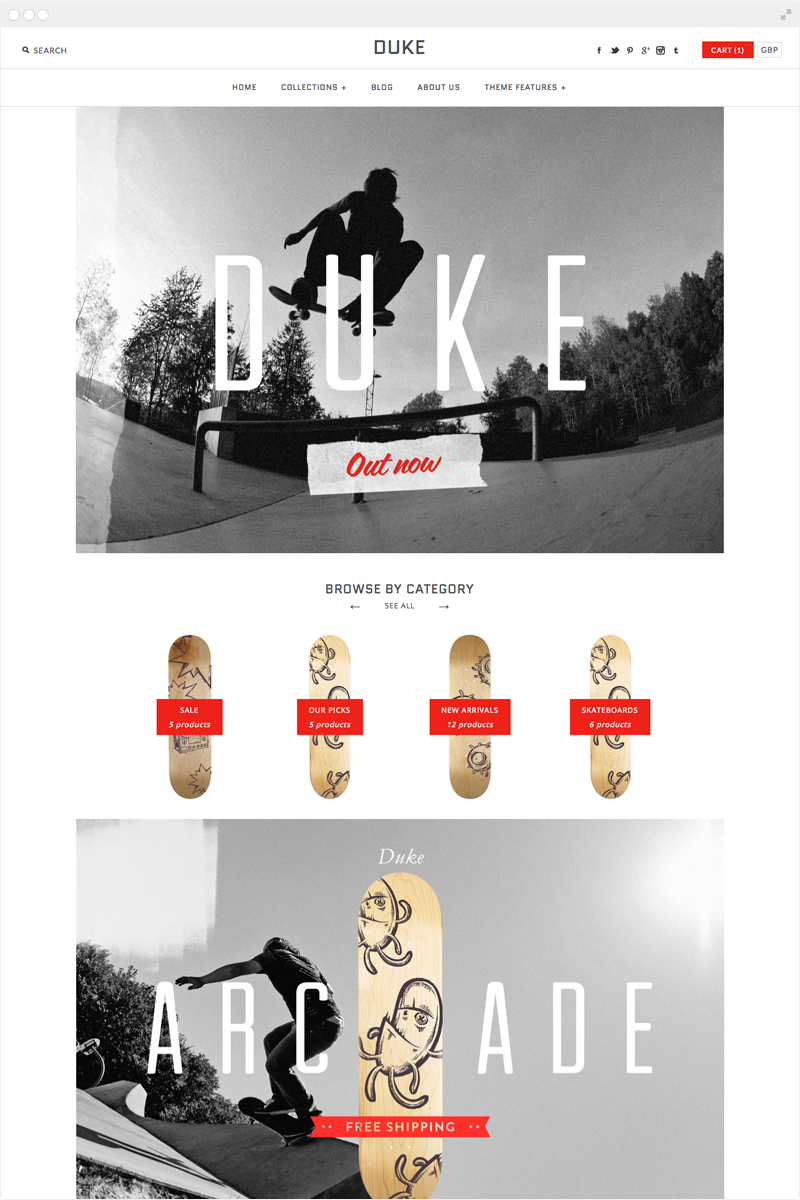 SEARCH
DUKE
f t p g+ t
CART (1)
GBP
HOME
COLLECTIONS +
BLOG
ABOUT US
THEME FEATURES +
DUKE
Out now
BROWSE BY CATEGORY
← SEE ALL →
SALE
5 products
OUR PICKS
5 products
NEW ARRIVALS
12 products
SKATEBOARDS
6 products
Duke
ARC ADE
FREE SHIPPING